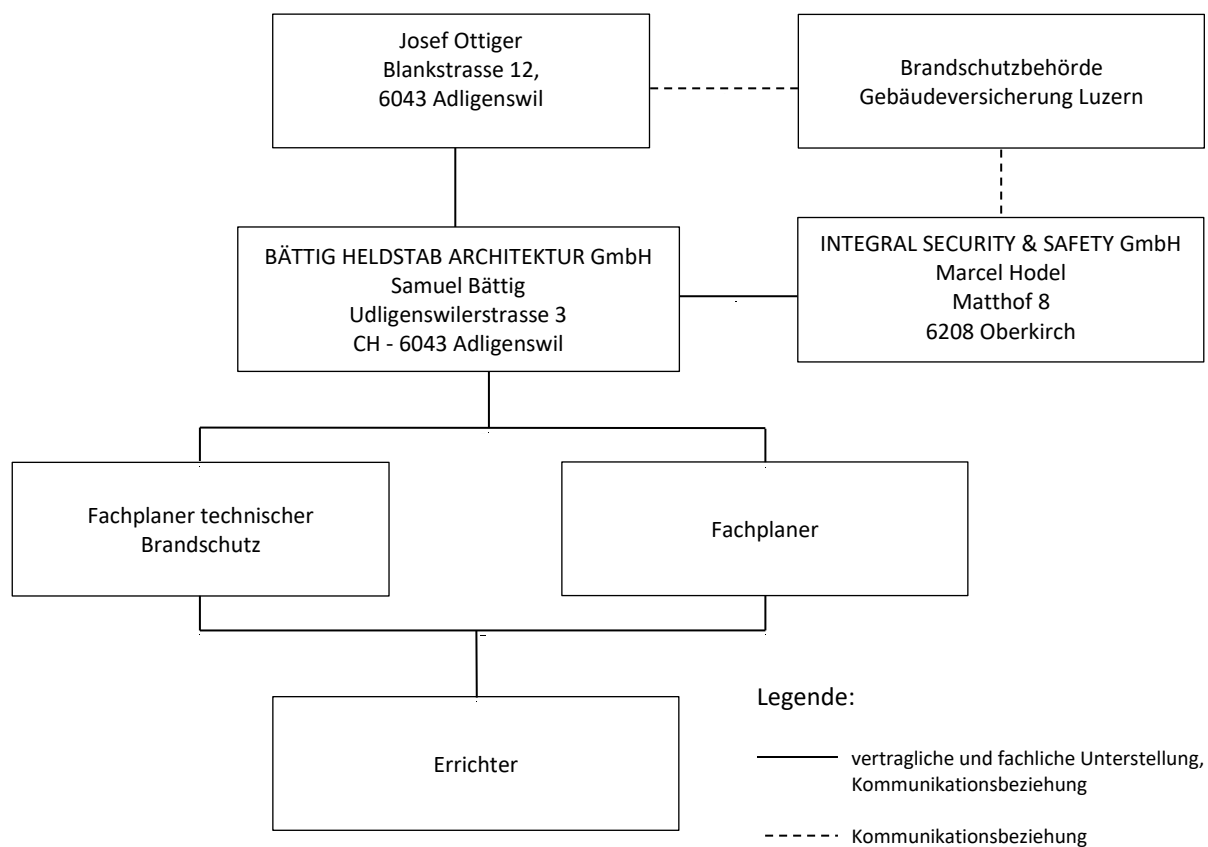 Josef Ottiger
Blankstrasse 12,
6043 Adligenswil
Brandschutzbehörde
Gebäudeversicherung Luzern
BÄTTIG HELDSTAB ARCHITEKTUR GmbH
Samuel Bättig
Udligenswilerstrasse 3
CH - 6043 Adligenswil
INTEGRAL SECURITY & SAFETY GmbH
Marcel Hodel
Matthof 8
6208 Oberkirch
Fachplaner technischer
Brandschutz
Fachplaner
Errichter
Legende:
vertragliche und fachliche Unterstellung,
Kommunikationsbeziehung
Kommunikationsbeziehung